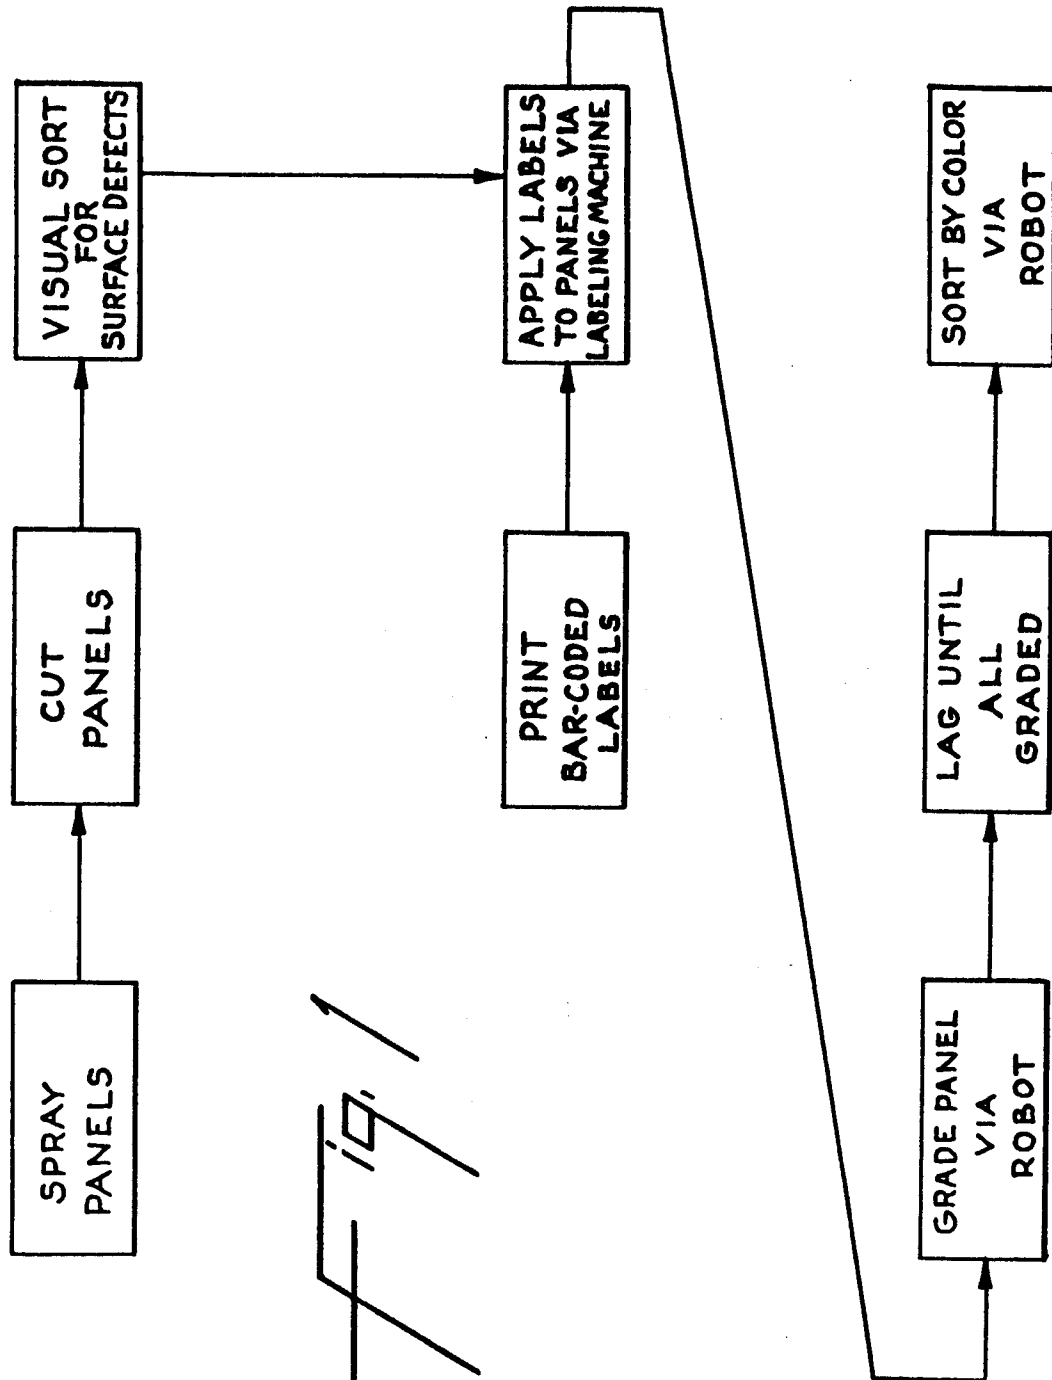 SPRAY
PANELS
CUT
PANELS
VISUAL SORT
FOR
SURFACE DEFECTS
PRINT
BAR-CODED
LABELS
APPLY LABELS
TO PANELS VIA
LABELING MACHINE
GRADE PANEL
VIA
ROBOT
LAG UNTIL
ALL
GRADED
SORT BY COLOR
VIA
ROBOT
Fig. 1